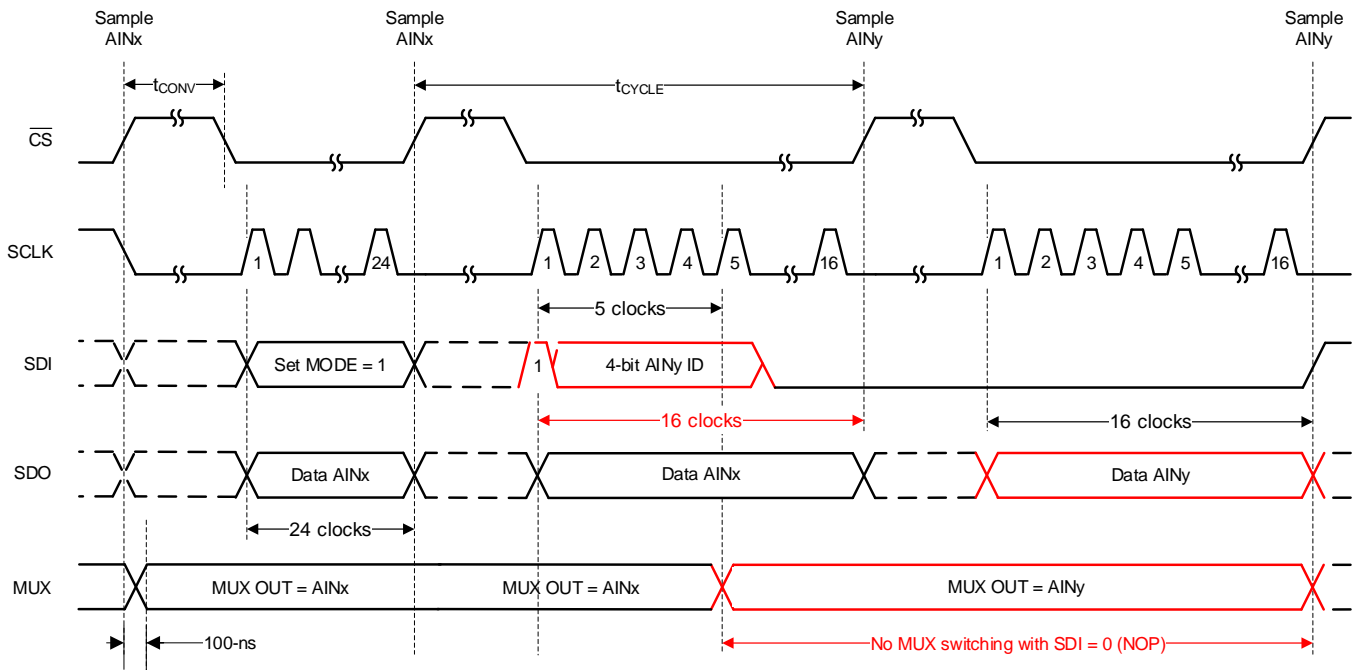 Sample
AINx
Sample
AINx
Sample
AINy
Sample
AINy
tCONV
tCYCLE
CS
SCLK
1
24
1
2
3
4
5
16
1
2
3
4
5
16
5 clocks
SDI
Set MODE = 1
1
4-bit AINy ID
16 clocks
16 clocks
SDO
Data AINx
Data AINx
Data AINy
24 clocks
MUX
MUX OUT = AINx
MUX OUT = AINx
MUX OUT = AINy
100-ns
No MUX switching with SDI = 0 (NOP)